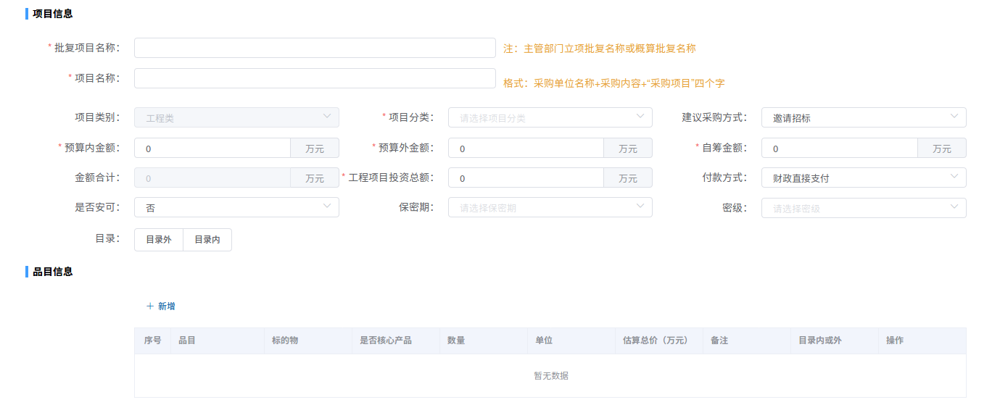 项目信息
* 批复项目名称： 注：主管部门立项批复名称或概算批复名称
* 项目名称： 格式：采购单位名称+采购内容+“采购项目”四个字
项目类别： 工程类 * 项目分类： 请选择项目分类 建议采购方式： 邀请招标
* 预算内金额： 0 万元 * 预算外金额： 0 万元 * 自筹金额： 0 万元
金额合计： 0 万元 * 工程项目投资总额： 0 万元 付款方式： 财政直接支付
是否安可： 否 保密期： 请选择保密期 密级： 请选择密级
目录： 目录外 目录内
品目信息
+ 新增
序号 品目 标的物 是否核心产品 数量 单位 估算总价（万元） 备注 目录内或外 操作
暂无数据